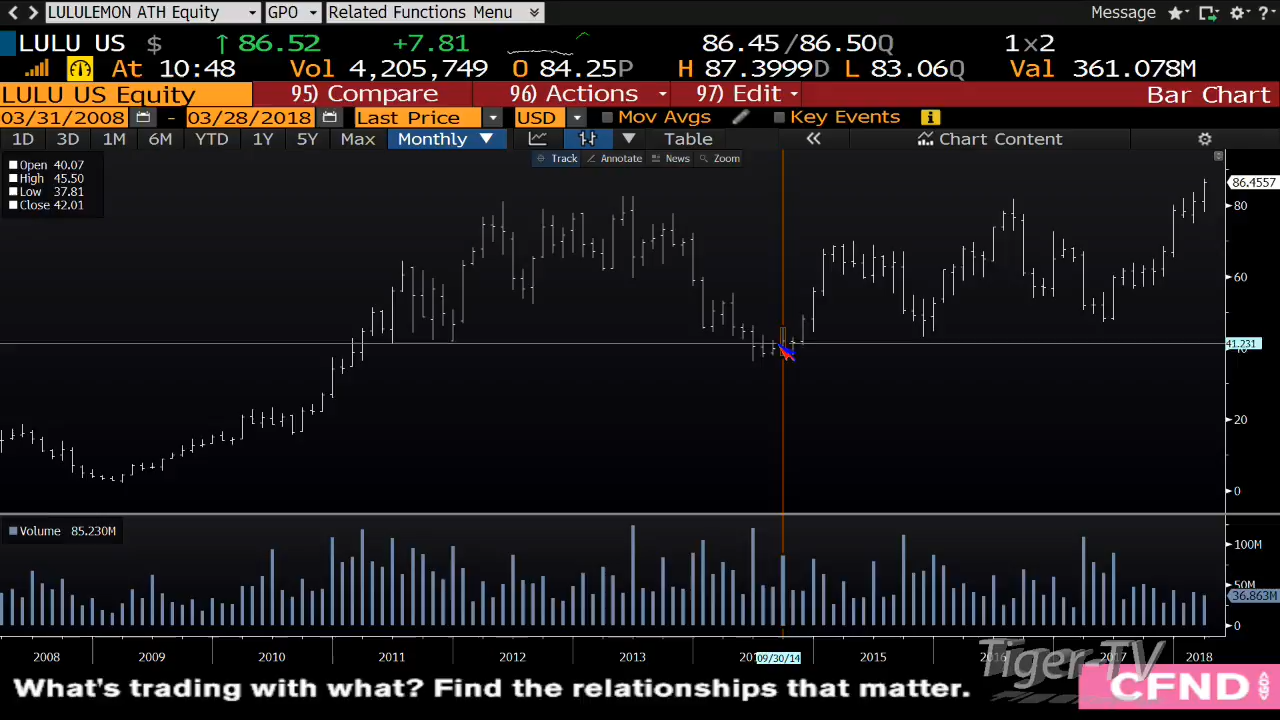 LULULEMON ATH Equity GPO Related Functions Menu Message
LULU US $ ↑ 86.52 +7.81 86.45/86.50Q 1x2
At 10:48 Vol 4,205,749 O 84.25P H 87.3999D L 83.06Q Val 361.078M
LULU US Equity 95) Compare 96) Actions 97) Edit Bar Chart
03/31/2008 - 03/28/2018 Last Price USD Mov Avgs Key Events
1D 3D 1M 6M YTD 1Y 5Y Max Monthly ▼ Table « Chart Content
Track Annotate News Zoom
Open 40.07
High 45.50
Low 37.81
Close 42.01
86.4557
80
60
41.231
40
20
0
Volume 85.230M
100M
50M
36.863M
0
2008 2009 2010 2011 2012 2013 09/30/14 2015 2016 2017 2018
Tiger-TV
What's trading with what? Find the relationships that matter.
CFND